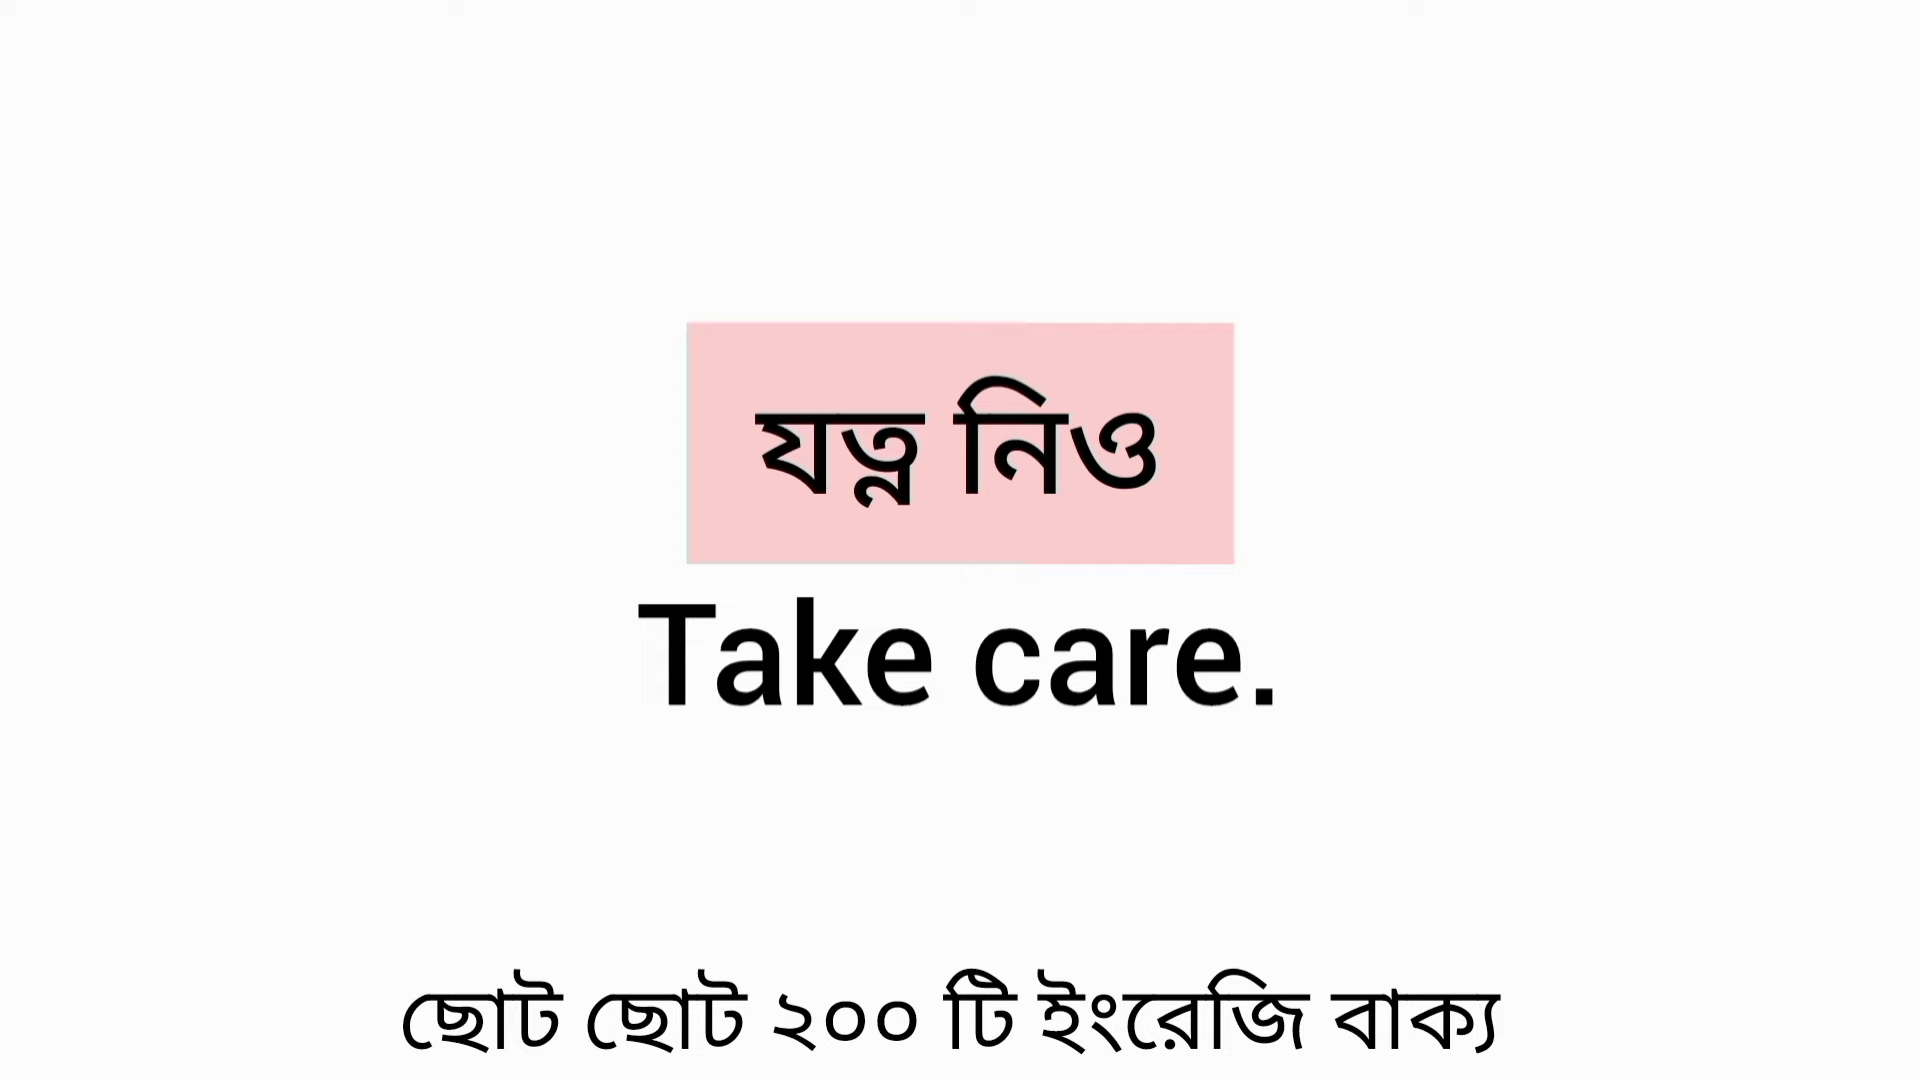 যত্ন নিও
Take care.
ছোট ছোট ২০০ টি ইংরেজি বাক্য